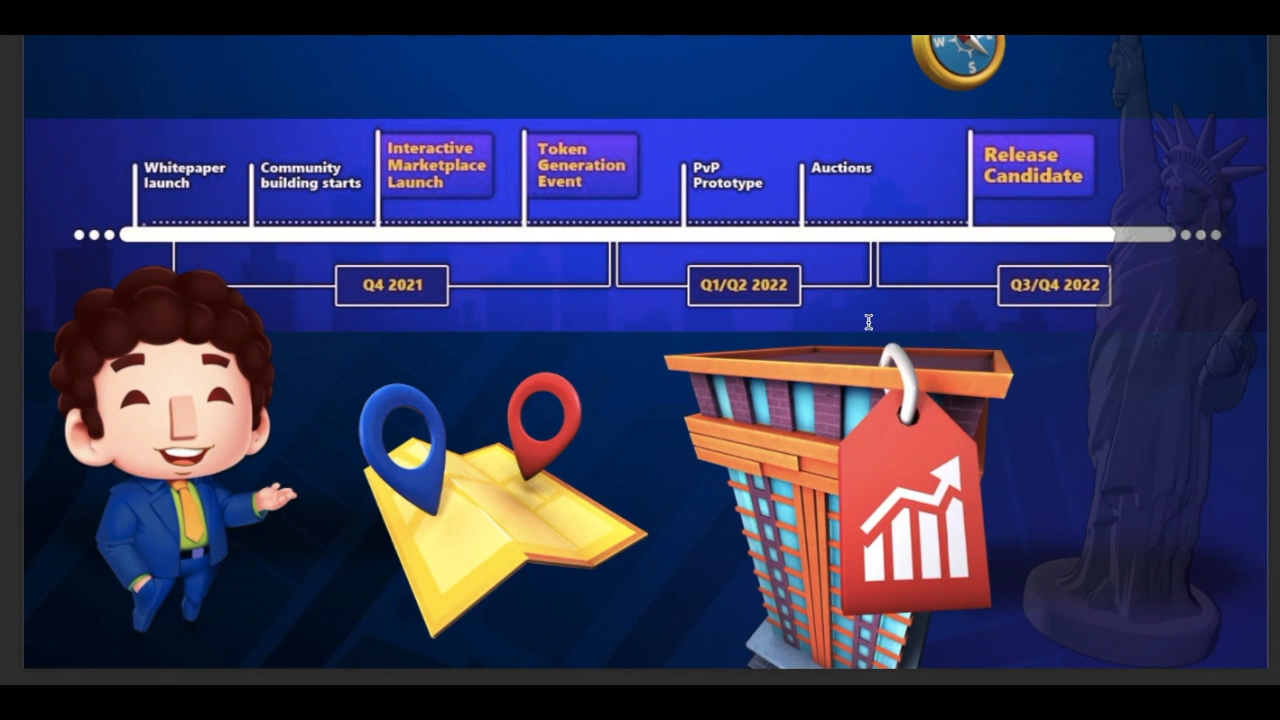 W
E
S
Whitepaper
launch
Community
building starts
Interactive
Marketplace
Launch
Token
Generation
Event
PvP
Prototype
Auctions
Release
Candidate
Q4 2021
Q1/Q2 2022
Q3/Q4 2022